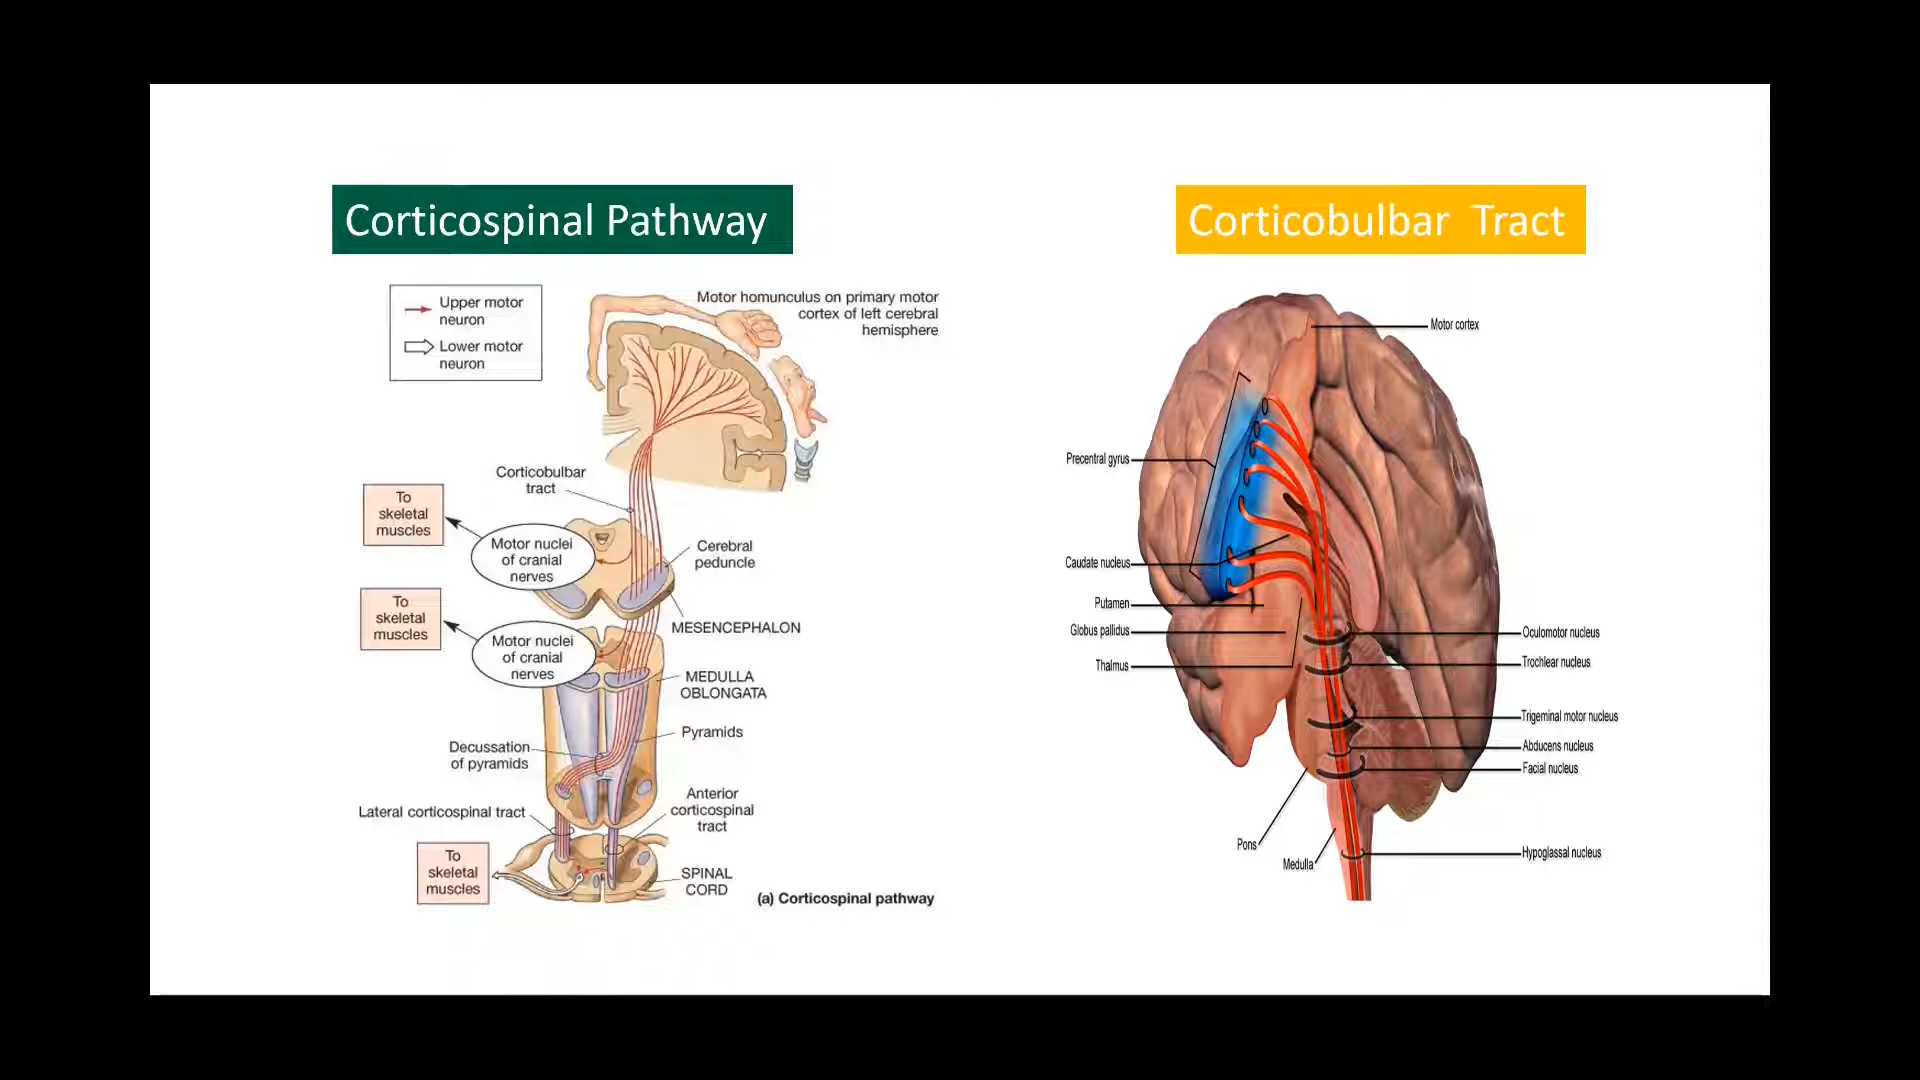 Corticospinal Pathway
Upper motor
neuron
Lower motor
neuron
Motor homunculus on primary motor
cortex of left cerebral
hemisphere
Corticobulbar
tract
To
skeletal
muscles
Motor nuclei
of cranial
nerves
Cerebral
peduncle
To
skeletal
muscles
MESENCEPHALON
Motor nuclei
of cranial
nerves
MEDULLA
OBLONGATA
Pyramids
Decussation
of pyramids
Lateral corticospinal tract
Anterior
corticospinal
tract
To
skeletal
muscles
SPINAL
CORD
(a) Corticospinal pathway
Corticobulbar Tract
Motor cortex
Precentral gyrus
Caudate nucleus
Putamen
Globus pallidus
Thalmus
Oculomotor nucleus
Trochlear nucleus
Trigeminal motor nucleus
Abducens nucleus
Facial nucleus
Pons
Medulla
Hypoglassal nucleus